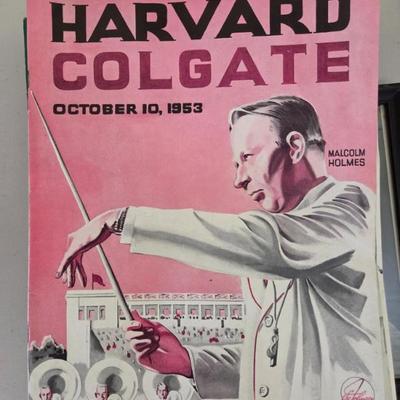 HARVARD
COLGATE
OCTOBER 10, 1953
MALCOLM
HOLMES